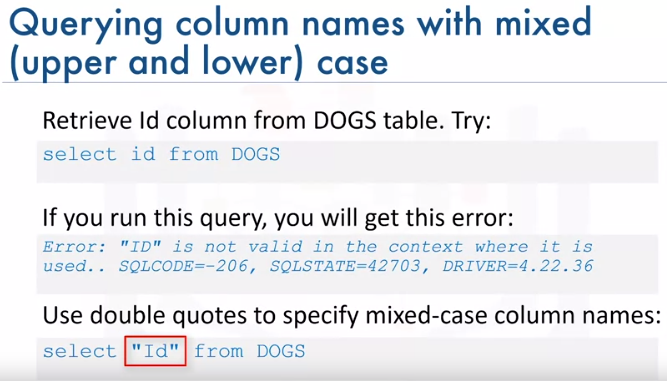 Querying column names with mixed
(upper and lower) case
Retrieve Id column from DOGS table. Try:
select id from DOGS
If you run this query, you will get this error:
Error: "ID" is not valid in the context where it is
used.. SQLCODE=-206, SQLSTATE=42703, DRIVER=4.22.36
Use double quotes to specify mixed-case column names:
select "Id" from DOGS